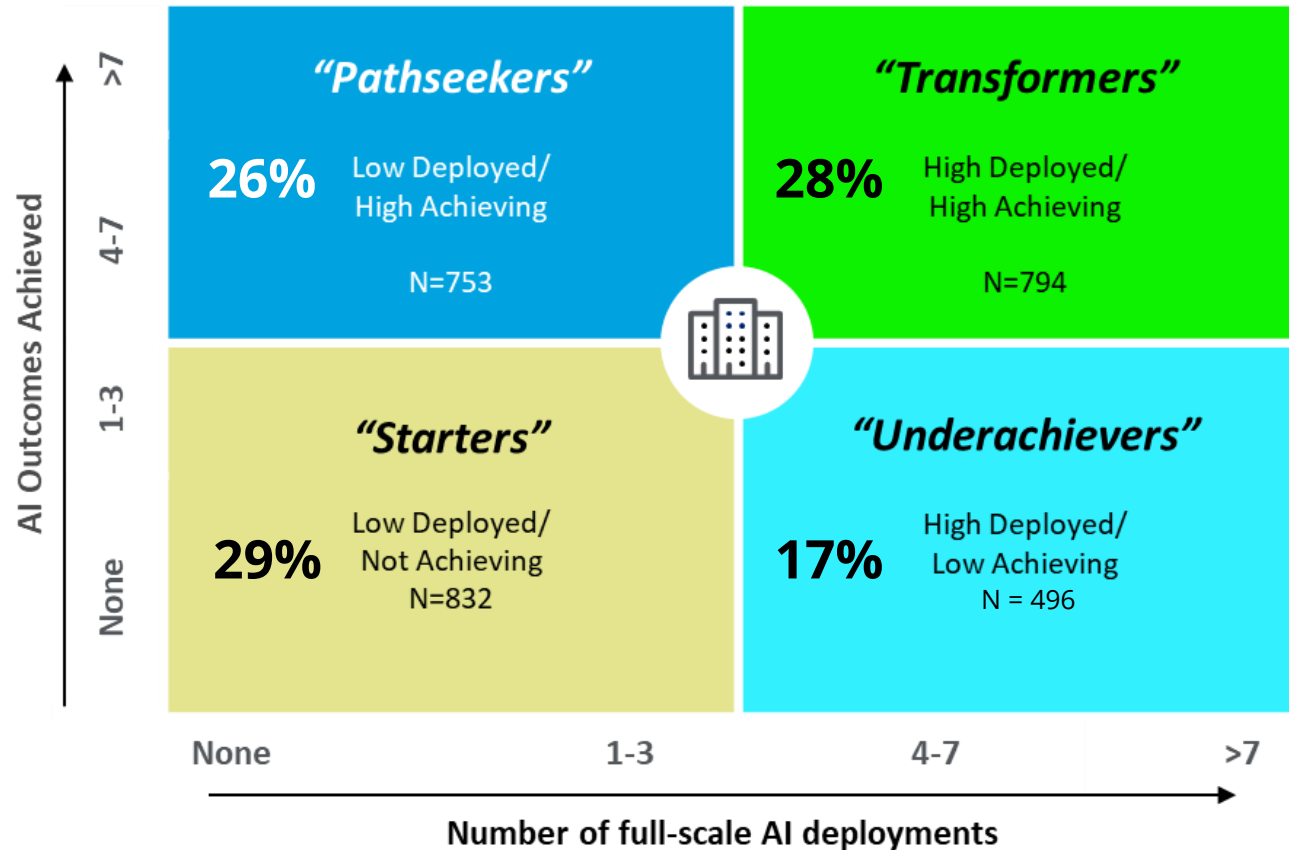 “Pathseekers”
26%
Low Deployed/
High Achieving
N=753
“Transformers”
28%
High Deployed/
High Achieving
N=794
“Starters”
29%
Low Deployed/
Not Achieving
N=832
“Underachievers”
17%
High Deployed/
Low Achieving
N = 496
AI Outcomes Achieved
>7
4-7
1-3
None
None 1-3 4-7 >7
Number of full-scale AI deployments